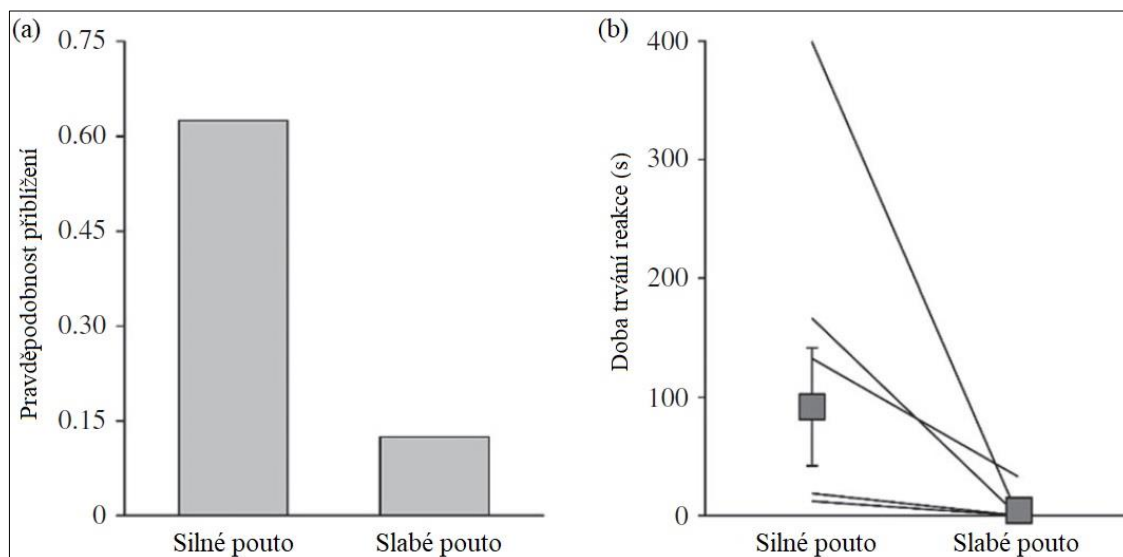 (a)
0.75
0.60
0.45
0.30
0.15
0
Pravděpodobnost přiblížení
Silné pouto
Slabé pouto
(b)
400
300
200
100
0
Doba trvání reakce (s)
Silné pouto
Slabé pouto